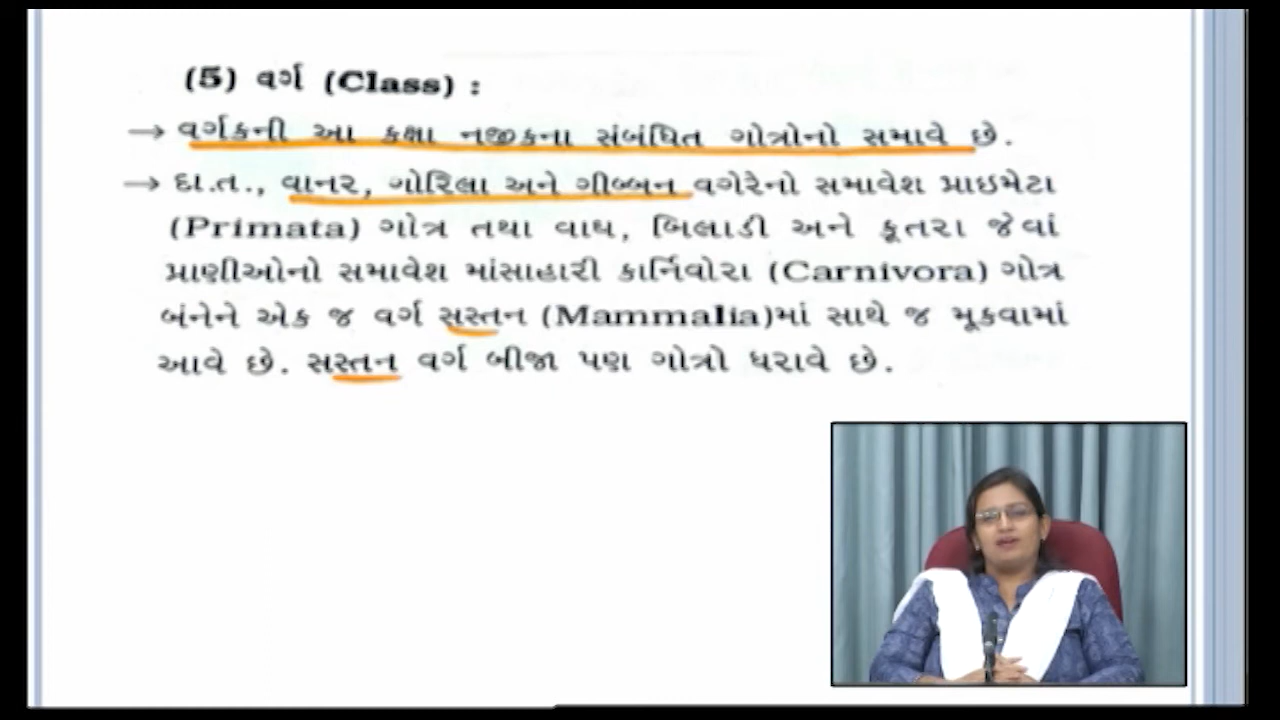 (5) વર્ગ (Class) :
→ વર્ગકની આ કક્ષા નજીકના સંબંધિત ગોત્રોનો સમાવે છે.
→ દા.ત., વાનર, ગોરિલા અને ગીબ્બન વગેરેનો સમાવેશ પ્રાઇમેટા
(Primata) ગોત્ર તથા વાઘ, બિલાડી અને કૂતરા જેવાં
પ્રાણીઓનો સમાવેશ માંસાહારી કાર્નિવોરા (Carnivora) ગોત્ર
બંનેને એક જ વર્ગ સસ્તન (Mammalia)માં સાથે જ મૂકવામાં
આવે છે. સસ્તન વર્ગ બીજા પણ ગોત્રો ધરાવે છે.